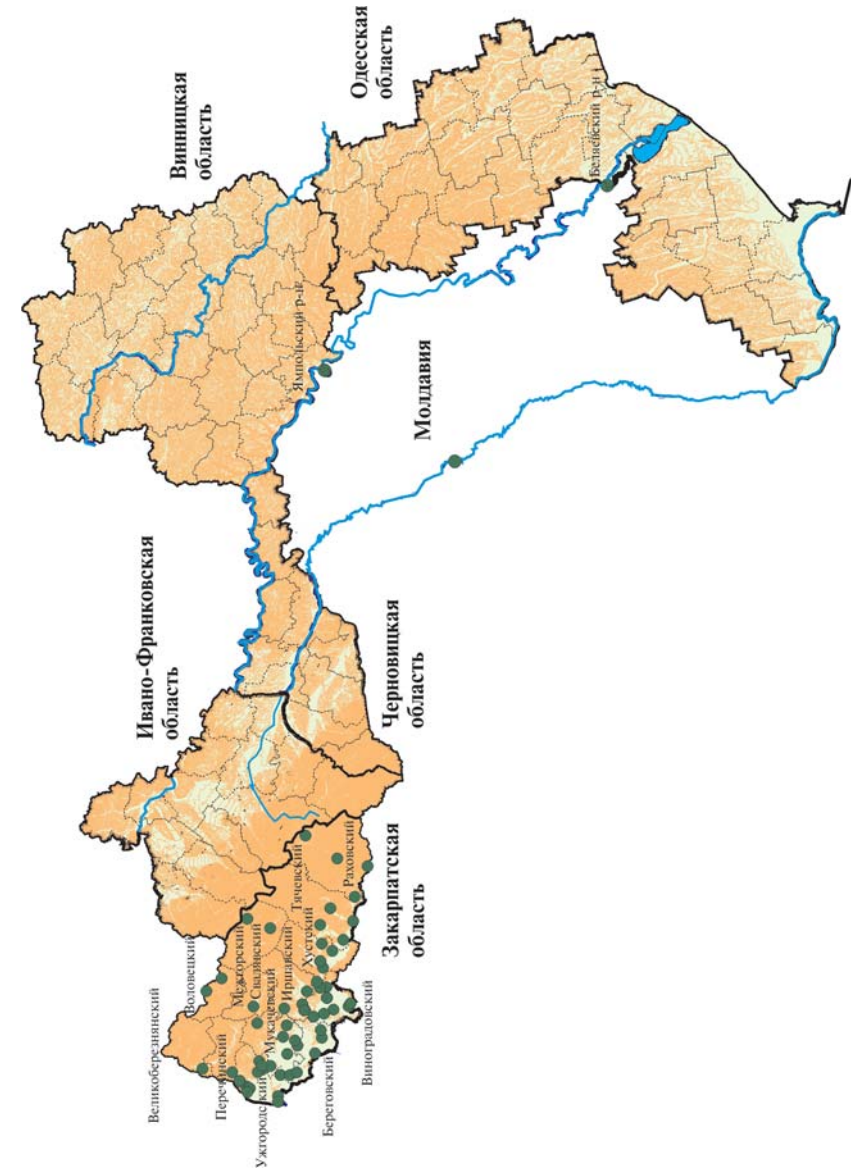 Одесская
область
Винницкая
область
Беляевский р-н
Ямпольский р-н
Молдавия
Ивано-Франковская
область
Черновицкая
область
Закарпатская
область
Великоберезнянский
Воловецкий
Перечинский
Межгорский
Свалявский
Тячевский
Раховский
Ужгородский
Мукачевский
Иршавский
Хустский
Береговский
Виноградовский